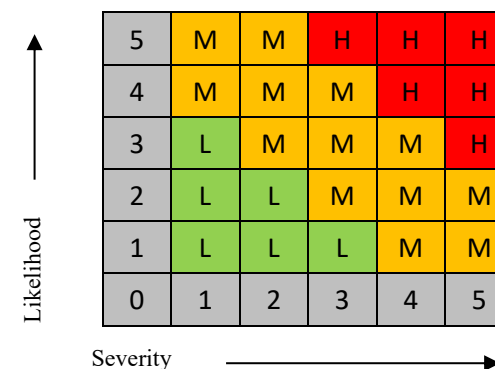 5 M M H H H
4 M M M H H
3 L M M M H
2 L L M M M
1 L L L M M
0 1 2 3 4 5
Likelihood
Severity